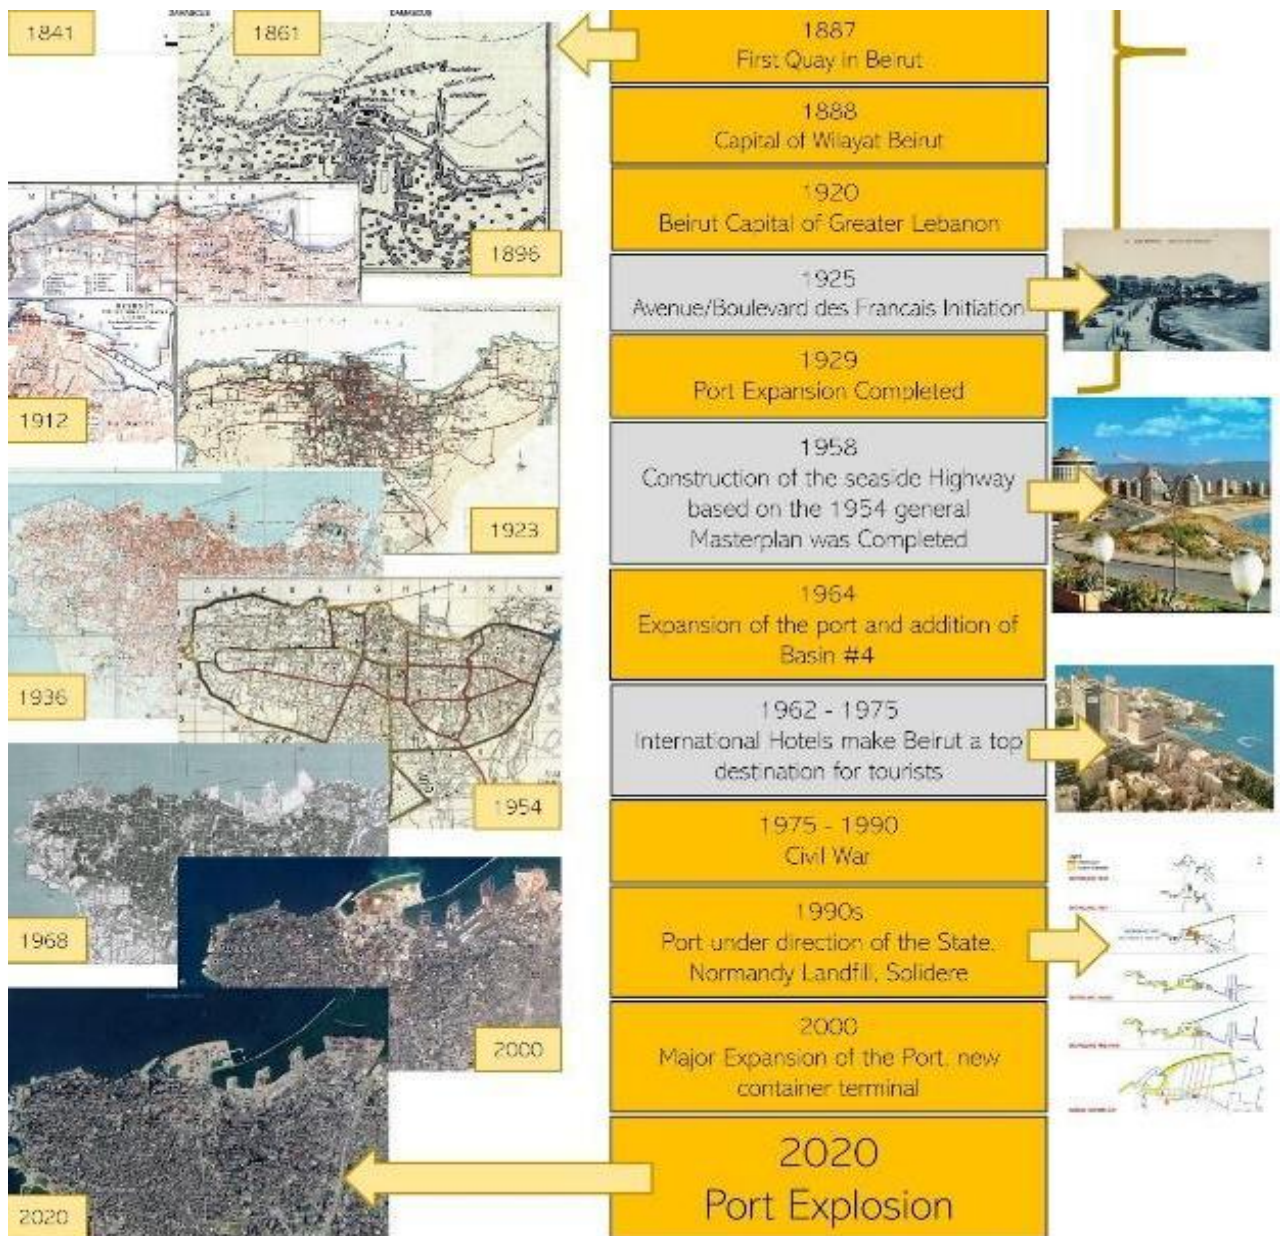 DAMASCUS
DAMASCUS
1841
1861
1896
1912
1923
1936
1954
1968
2000
2020
1887
First Quay in Beirut
1888
Capital of Wilayat Beirut
1920
Beirut Capital of Greater Lebanon
1925
Avenue/Boulevard des Francais Initiation
1929
Port Expansion Completed
1958
Construction of the seaside Highway
based on the 1954 general
Masterplan was Completed
1964
Expansion of the port and addition of
Basin #4
1962 - 1975
International Hotels make Beirut a top
destination for tourists
1975 - 1990
Civil War
1990s
Port under direction of the State,
Normandy Landfill, Solidere
2000
Major Expansion of the Port, new
container terminal
2020
Port Explosion